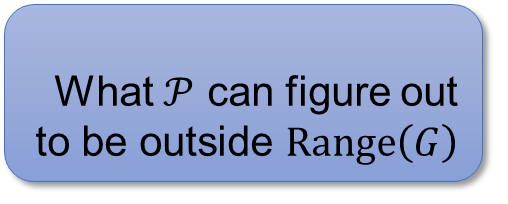 What 𝒫 can figure out
to be outside Range(𝐺)